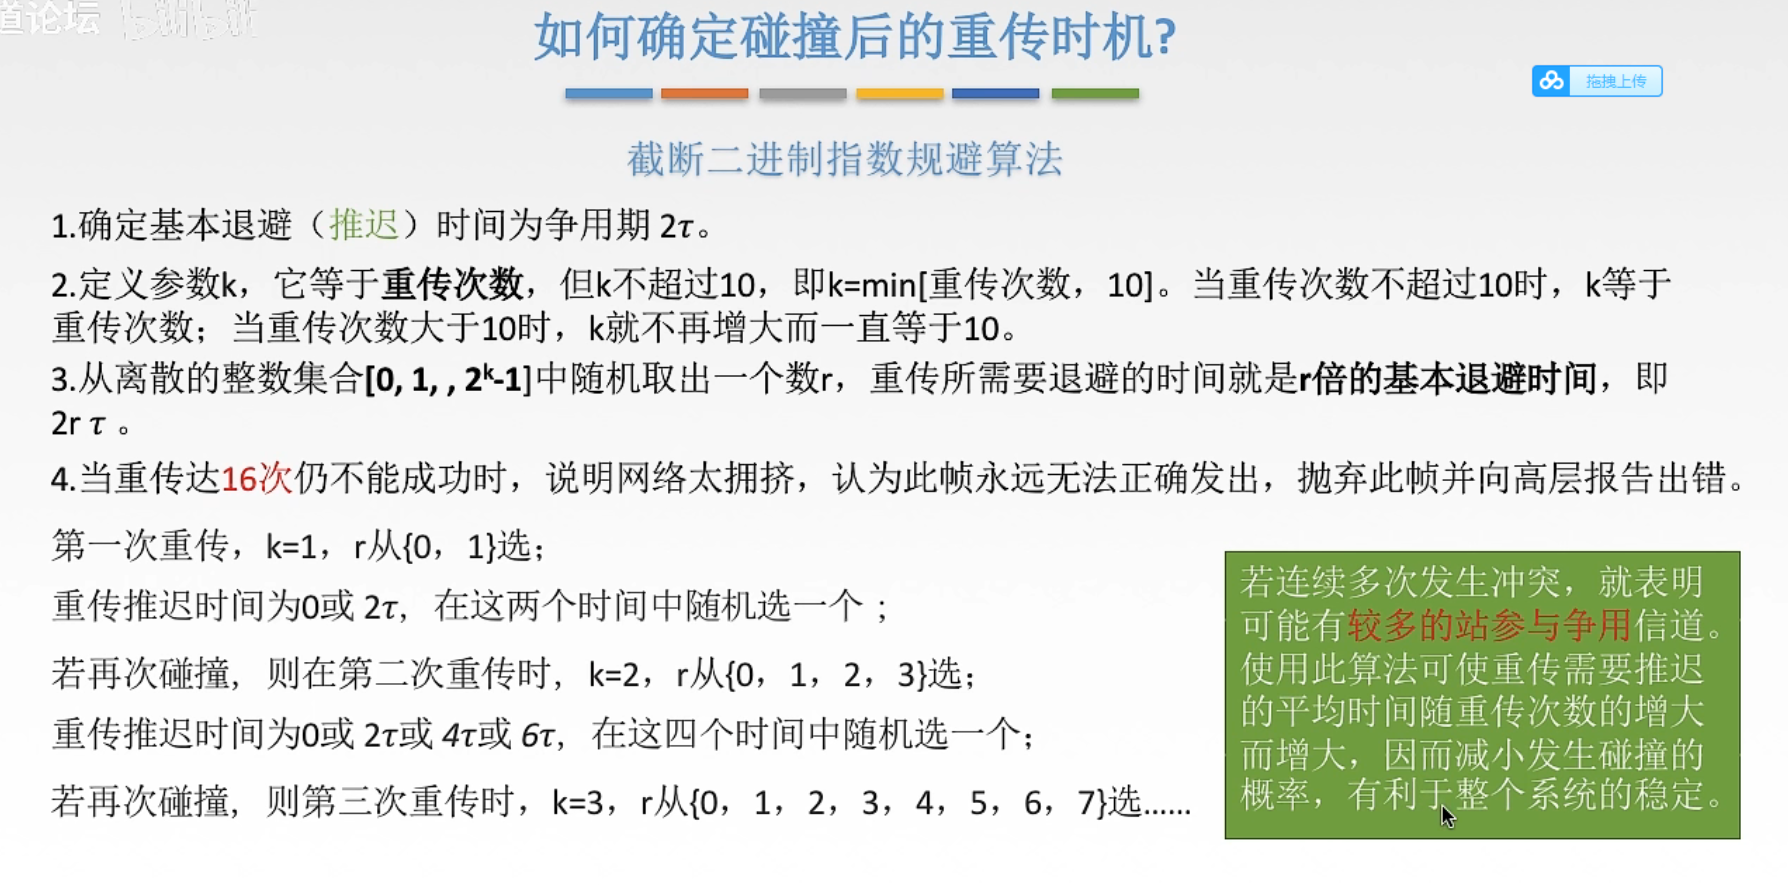 道论坛 bilibili
如何确定碰撞后的重传时机?
拖拽上传
截断二进制指数规避算法
1.确定基本退避（推迟）时间为争用期 2τ。
2.定义参数k，它等于重传次数，但k不超过10，即k=min[重传次数，10]。当重传次数不超过10时，k等于
重传次数；当重传次数大于10时，k就不再增大而一直等于10。
3.从离散的整数集合[0, 1, , 2ᵏ-1]中随机取出一个数r，重传所需要退避的时间就是r倍的基本退避时间，即
2r τ 。
4.当重传达16次仍不能成功时，说明网络太拥挤，认为此帧永远无法正确发出，抛弃此帧并向高层报告出错。
第一次重传，k=1，r从{0，1}选；
重传推迟时间为0或 2τ，在这两个时间中随机选一个；
若再次碰撞，则在第二次重传时，k=2，r从{0，1，2，3}选；
重传推迟时间为0或 2τ或 4τ或 6τ，在这四个时间中随机选一个；
若再次碰撞，则第三次重传时，k=3，r从{0，1，2，3，4，5，6，7}选......
若连续多次发生冲突，就表明
可能有较多的站参与争用信道。
使用此算法可使重传需要推迟
的平均时间随重传次数的增大
而增大，因而减小发生碰撞的
概率，有利于整个系统的稳定。